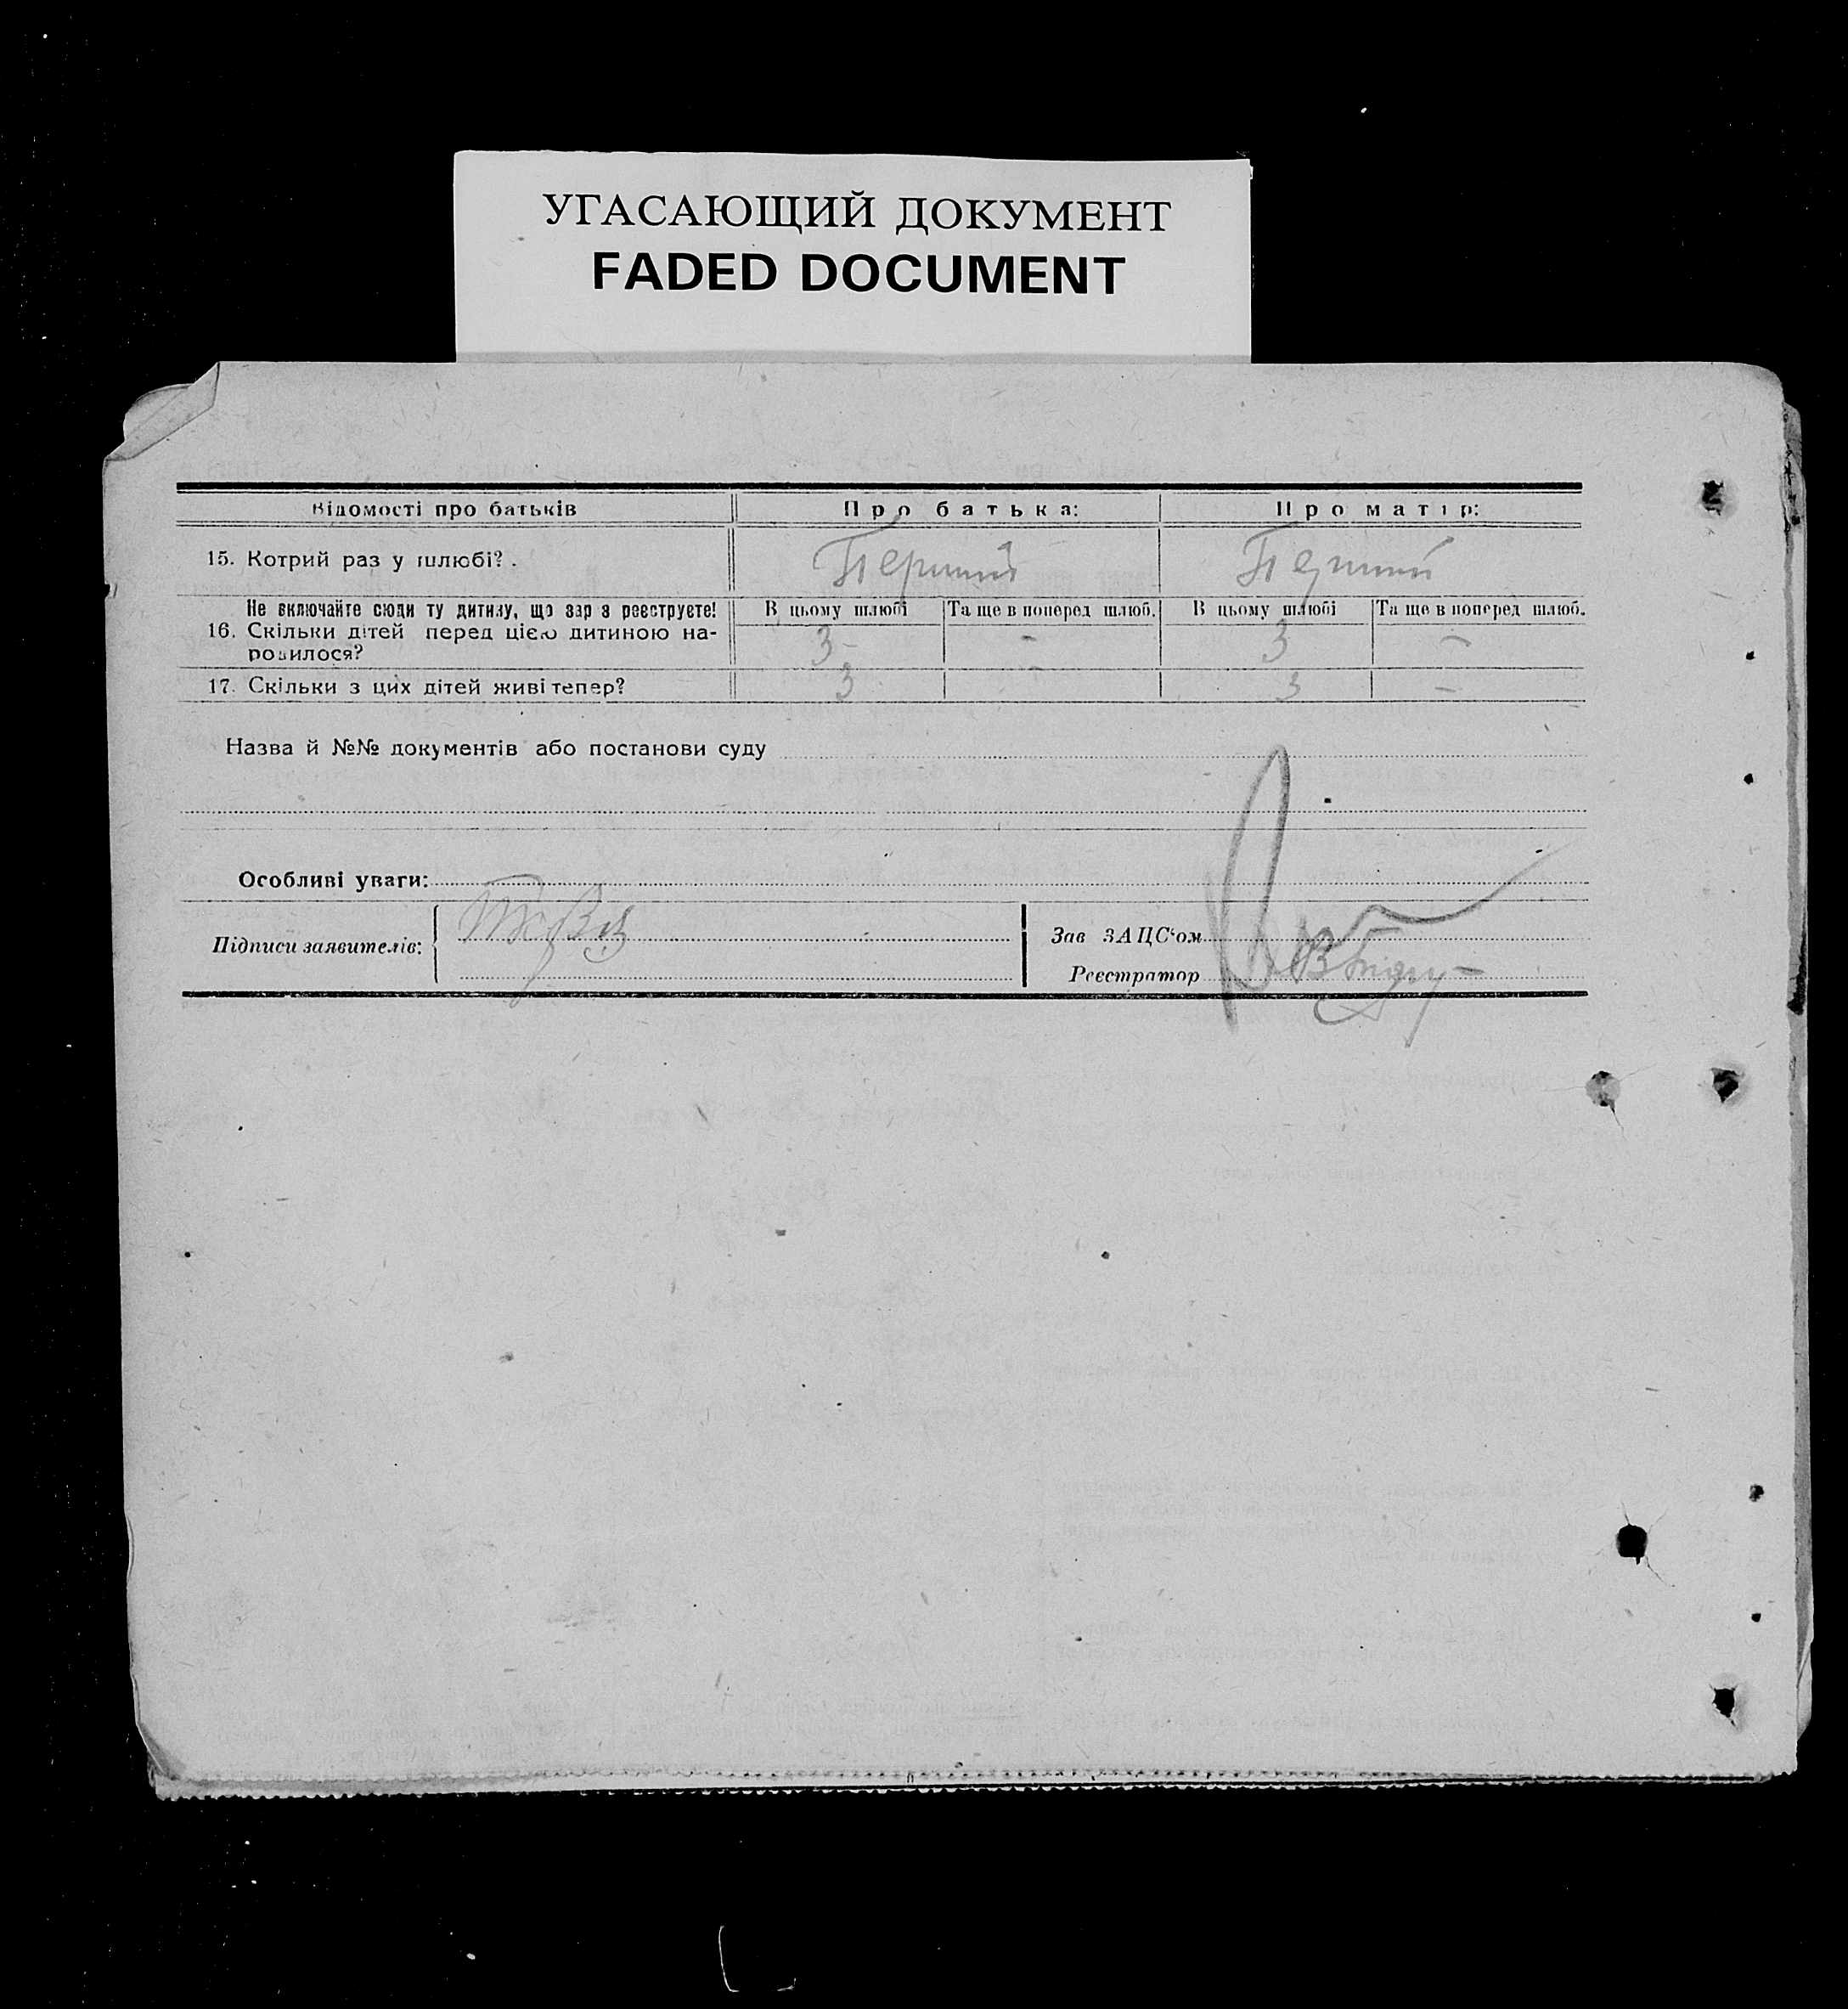 УГАСАЮЩИЙ ДОКУМЕНТ
FADED DOCUMENT
Відомості про батьків Про батька: Про матір:
15. Котрий раз у шлюбі? . Перший Перший
Не включайте сюди ту дитину, що зар з реєструєте! В цьому шлюбі Та ще в поперед шлюб. В цьому шлюбі Та ще в поперед шлюб.
16. Скільки дітей перед цією дитиною на- 3 - - 3 -
родилося?
17. Скільки з цих дітей живі тепер? 3 - 3 -
Назва й №№ документів або постанови суду
Особливі уваги:
Підписи заявителів: Зав ЗАЦС‘ом
Реєстратор